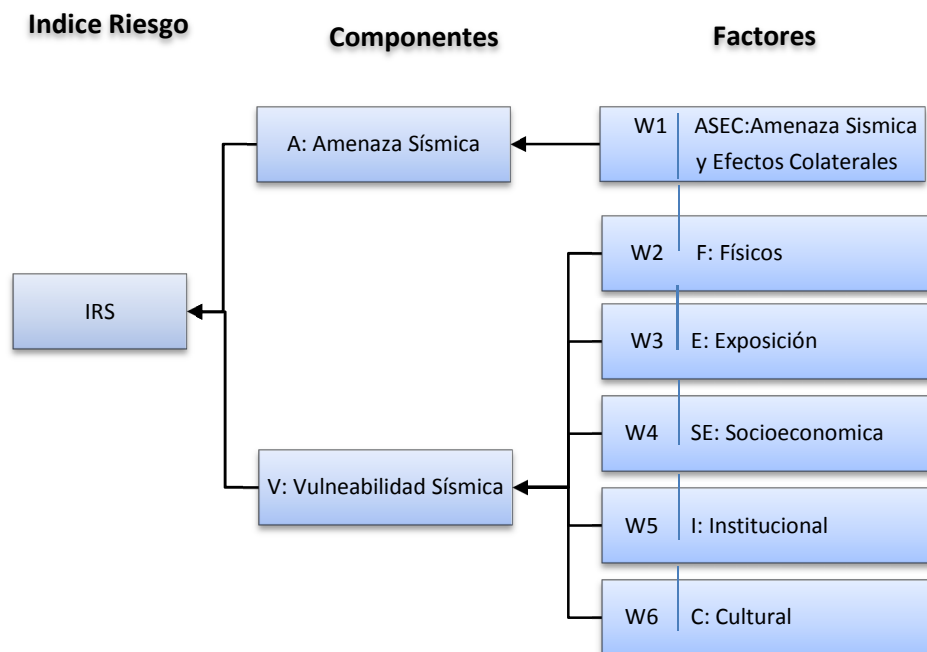 Indice Riesgo
Componentes
Factores
A: Amenaza Sísmica
W1 ASEC:Amenaza Sismica
y Efectos Colaterales
W2 F: Físicos
IRS
W3 E: Exposición
W4 SE: Socioeconomica
V: Vulneabilidad Sísmica
W5 I: Institucional
W6 C: Cultural